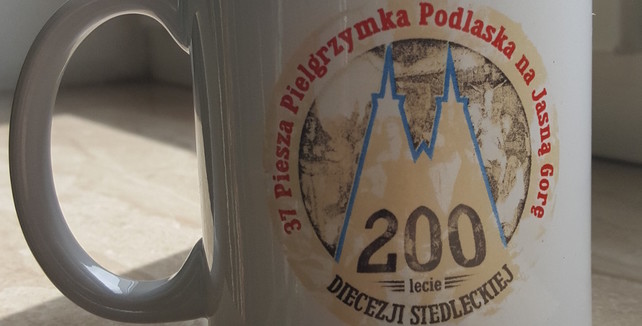 37 Piesza Pielgrzymka Podlaska na Jasną Górę
200
lecie
DIECEZJI SIEDLECKIEJ